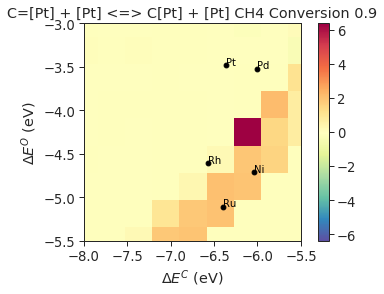 C=[Pt] + [Pt] <=> C[Pt] + [Pt] CH4 Conversion 0.9
−3.0
−3.5
−4.0
−4.5
−5.0
−5.5
ΔE^O (eV)
Pt
Pd
Rh
Ni
Ru
−8.0 −7.5 −7.0 −6.5 −6.0 −5.5
ΔE^C (eV)
6
4
2
0
−2
−4
−6